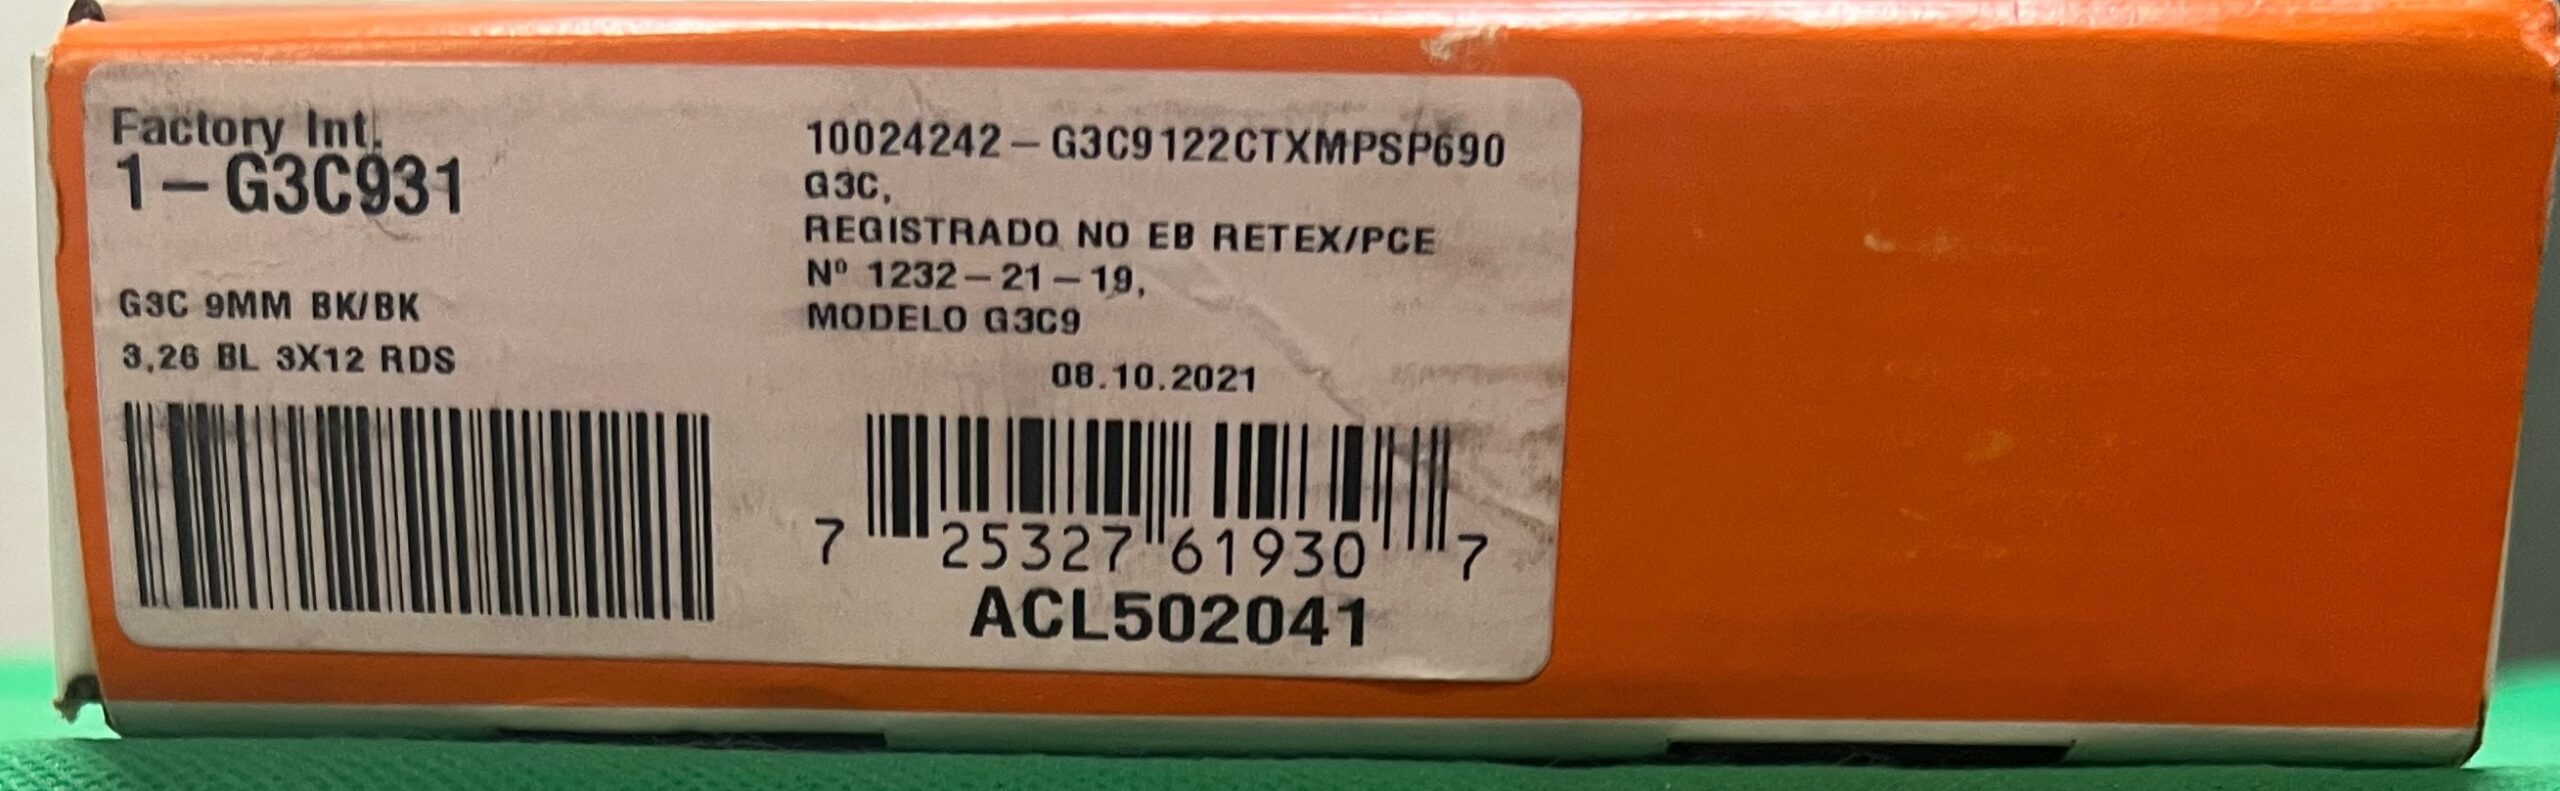 Factory Int.
1-G3C931
G3C 9MM BK/BK
3,26 BL 3X12 RDS
10024242-G3C9122CTXMPSP690
G3C,
REGISTRADO NO EB RETEX/PCE
Nº 1232-21-19,
MODELO G3C9
08.10.2021
7 25327 61930 7
ACL502041